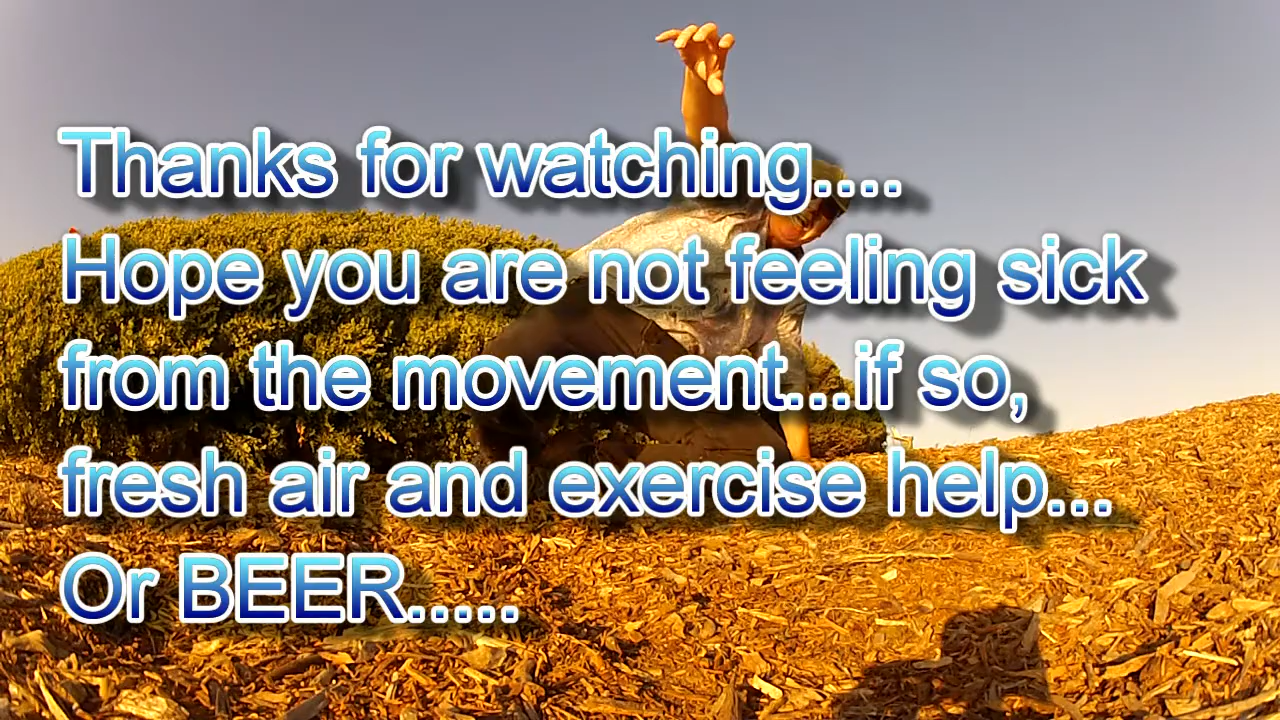 Thanks for watching....
Hope you are not feeling sick
from the movement...if so,
fresh air and exercise help...
Or BEER.....